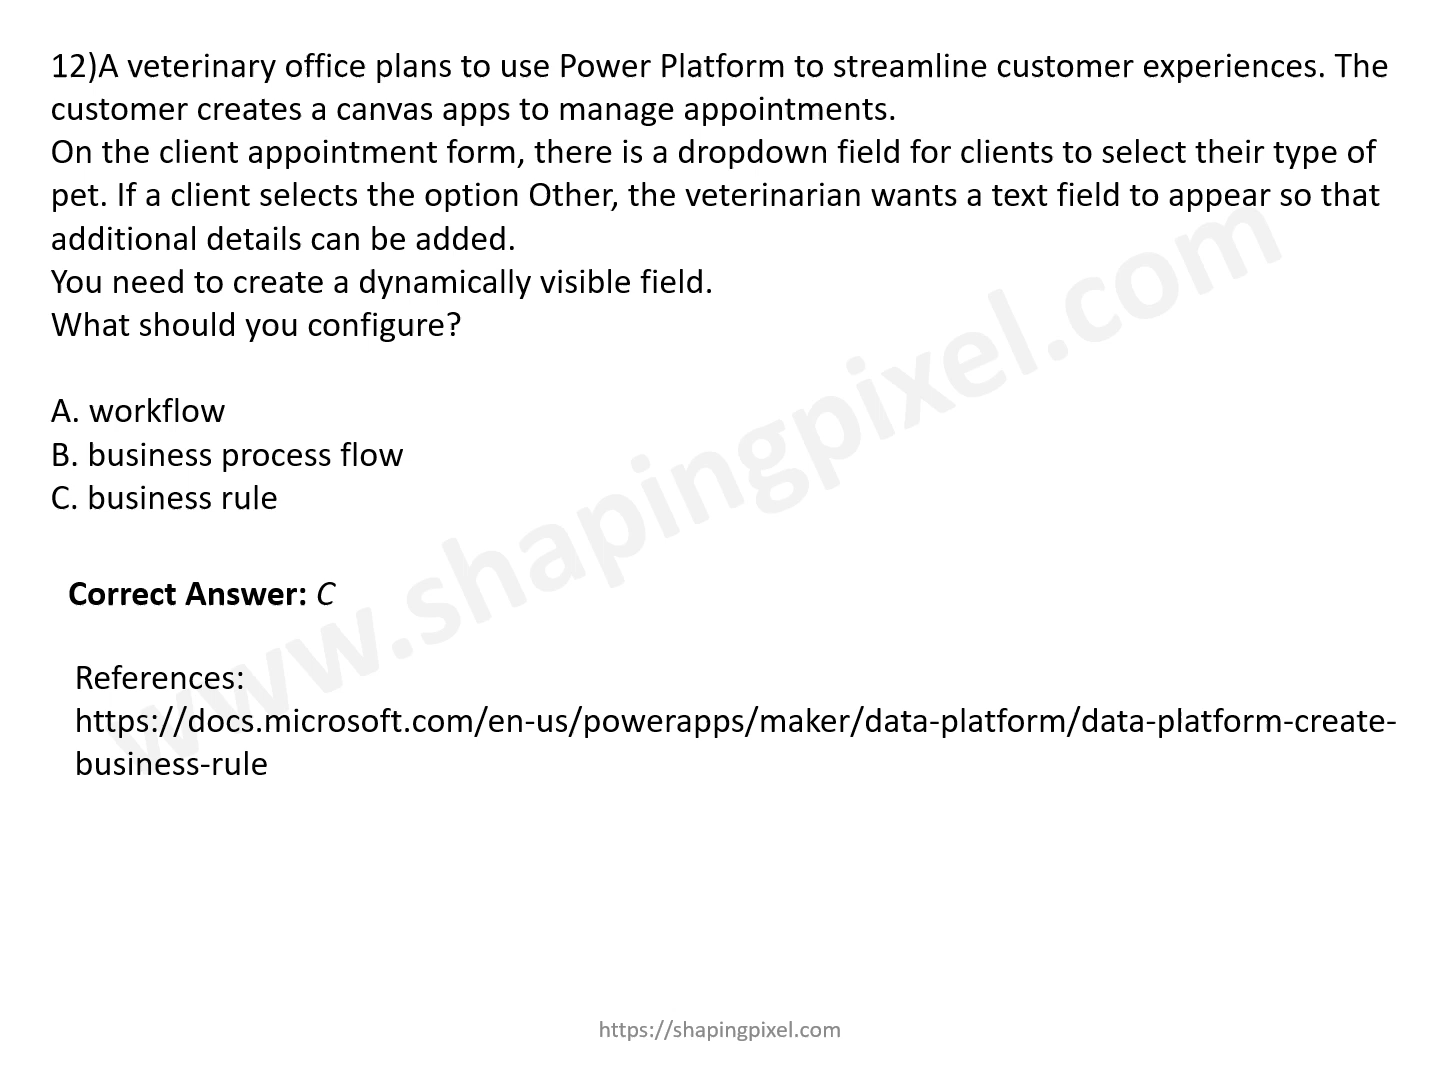 12)A veterinary office plans to use Power Platform to streamline customer experiences. The
customer creates a canvas apps to manage appointments.
On the client appointment form, there is a dropdown field for clients to select their type of
pet. If a client selects the option Other, the veterinarian wants a text field to appear so that
additional details can be added.
You need to create a dynamically visible field.
What should you configure?
A. workflow
B. business process flow
C. business rule
Correct Answer: C
References:
https://docs.microsoft.com/en-us/powerapps/maker/data-platform/data-platform-create-
business-rule
www.shapingpixel.com
https://shapingpixel.com